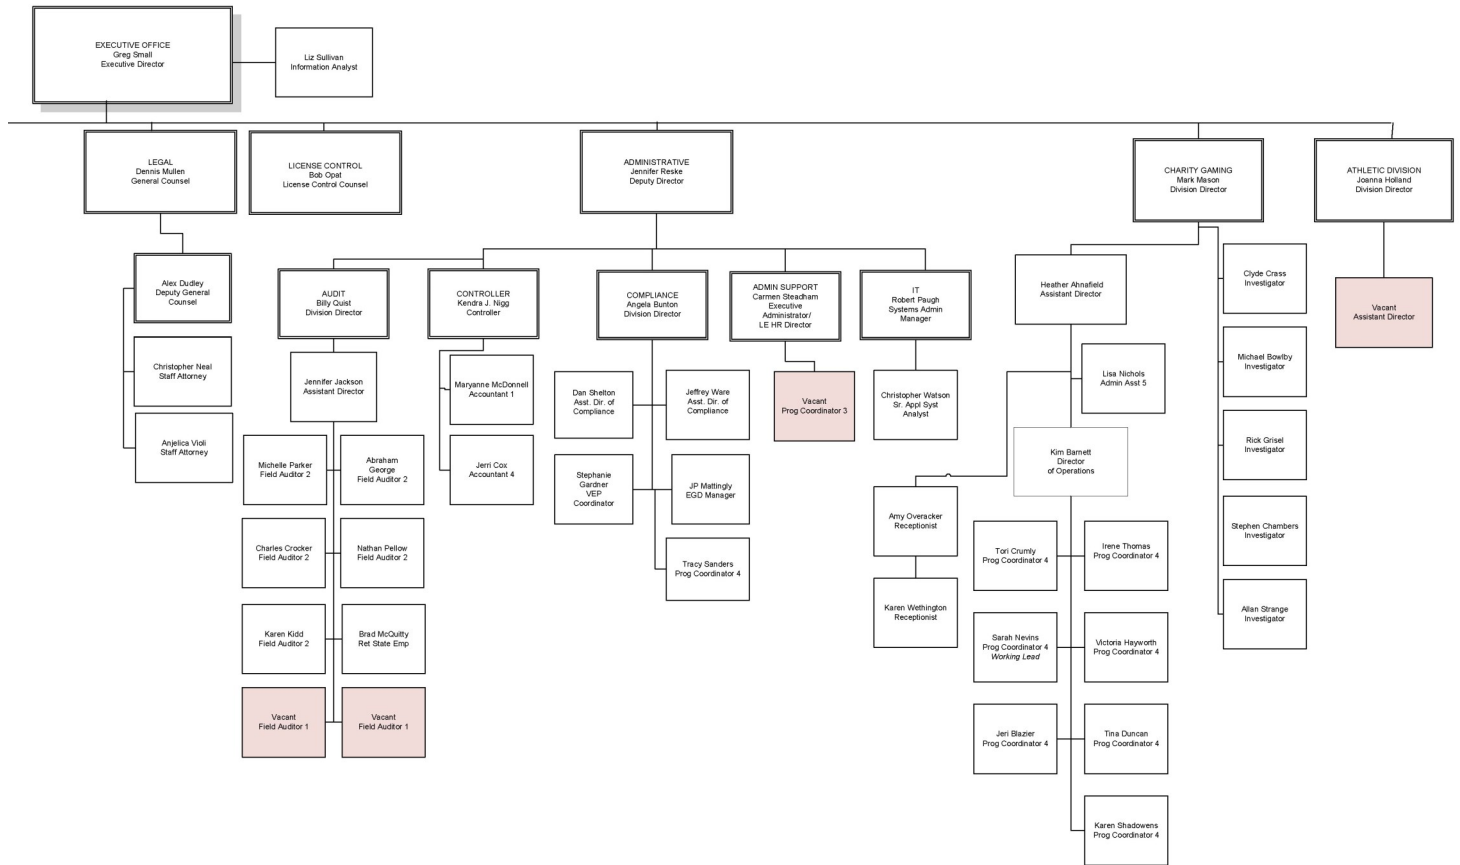 EXECUTIVE OFFICE
Greg Small
Executive Director
Liz Sullivan
Information Analyst
LEGAL
Dennis Mullen
General Counsel
LICENSE CONTROL
Bob Opat
License Control Counsel
ADMINISTRATIVE
Jennifer Reske
Deputy Director
CHARITY GAMING
Mark Mason
Division Director
ATHLETIC DIVISION
Joanna Holland
Division Director
Alex Dudley
Deputy General
Counsel
Christopher Neal
Staff Attorney
Anjelica Violi
Staff Attorney
AUDIT
Billy Quist
Division Director
Jennifer Jackson
Assistant Director
Michelle Parker
Field Auditor 2
Abraham
George
Field Auditor 2
Charles Crocker
Field Auditor 2
Nathan Pellow
Field Auditor 2
Karen Kidd
Field Auditor 2
Brad McQuitty
Ret State Emp
Vacant
Field Auditor 1
Vacant
Field Auditor 1
CONTROLLER
Kendra J. Nigg
Controller
Maryanne McDonnell
Accountant 1
Jerri Cox
Accountant 4
COMPLIANCE
Angela Bunton
Division Director
Dan Shelton
Asst. Dir. of
Compliance
Jeffrey Ware
Asst. Dir. of
Compliance
Stephanie
Gardner
VEP
Coordinator
JP Mattingly
EGD Manager
Tracy Sanders
Prog Coordinator 4
ADMIN SUPPORT
Carmen Steadham
Executive
Administrator/
LE HR Director
Vacant
Prog Coordinator 3
IT
Robert Paugh
Systems Admin
Manager
Christopher Watson
Sr. Appl Syst
Analyst
Heather Ahnafield
Assistant Director
Lisa Nichols
Admin Asst 5
Kim Barnett
Director
of Operations
Amy Overacker
Receptionist
Karen Wethington
Receptionist
Tori Crumly
Prog Coordinator 4
Irene Thomas
Prog Coordinator 4
Sarah Nevins
Prog Coordinator 4
Working Lead
Victoria Hayworth
Prog Coordinator 4
Jeri Blazier
Prog Coordinator 4
Tina Duncan
Prog Coordinator 4
Karen Shadowens
Prog Coordinator 4
Clyde Crass
Investigator
Michael Bowlby
Investigator
Rick Grisel
Investigator
Stephen Chambers
Investigator
Allan Strange
Investigator
Vacant
Assistant Director